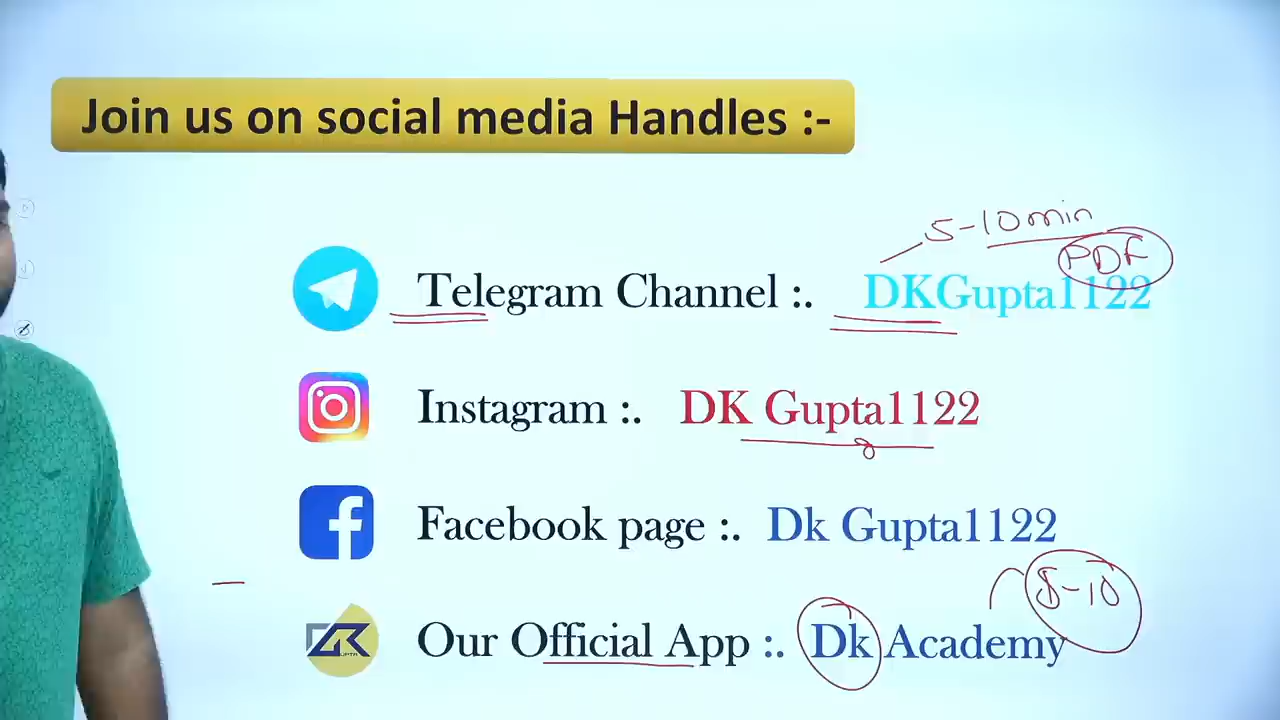 Join us on social media Handles :-
5-10 min
PDF
Telegram Channel :. DKGupta1122
Instagram :. DK Gupta1122
Facebook page :. Dk Gupta1122
8-10
Our Official App :. Dk Academy
GUPTA